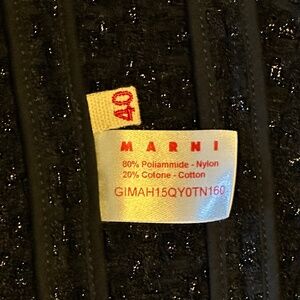 40
MARNI
80% Poliammide - Nylon
20% Cotone - Cotton
GIMAH15QY0TN160